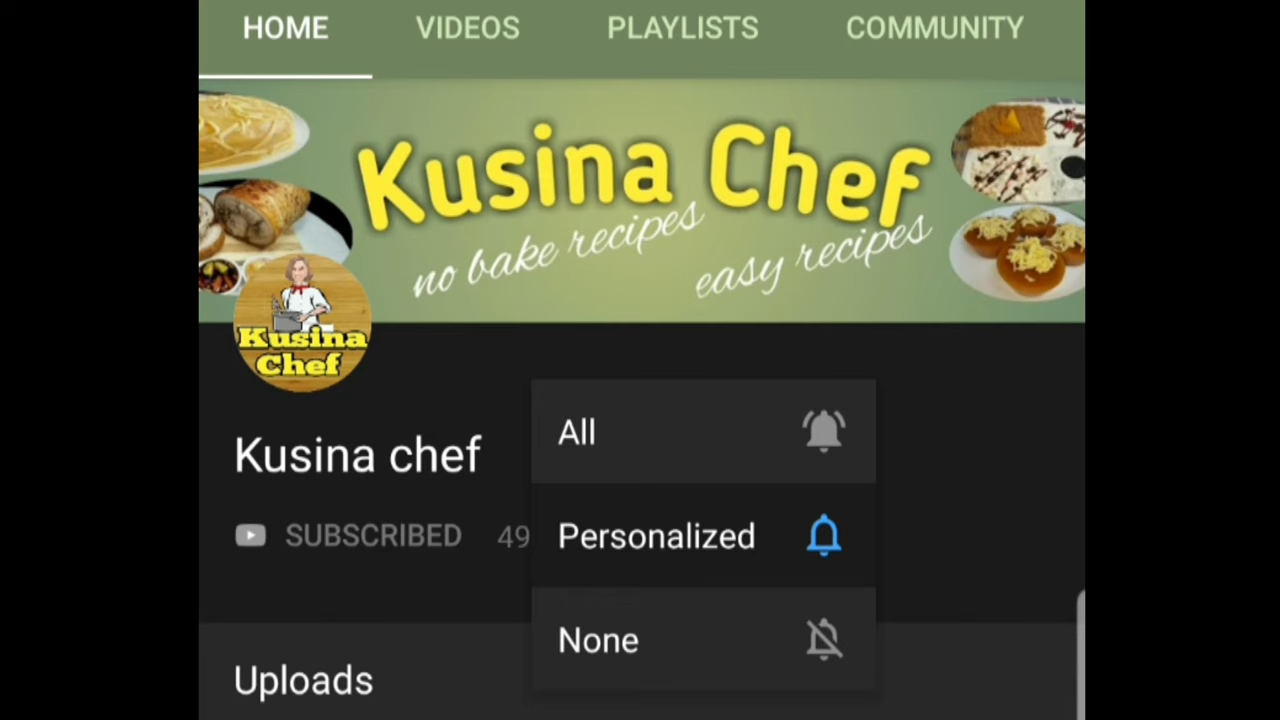 HOME VIDEOS PLAYLISTS COMMUNITY
Kusina Chef
no bake recipes
easy recipes
Kusina
Chef
Kusina chef
SUBSCRIBED 49
All
Personalized
None
Uploads